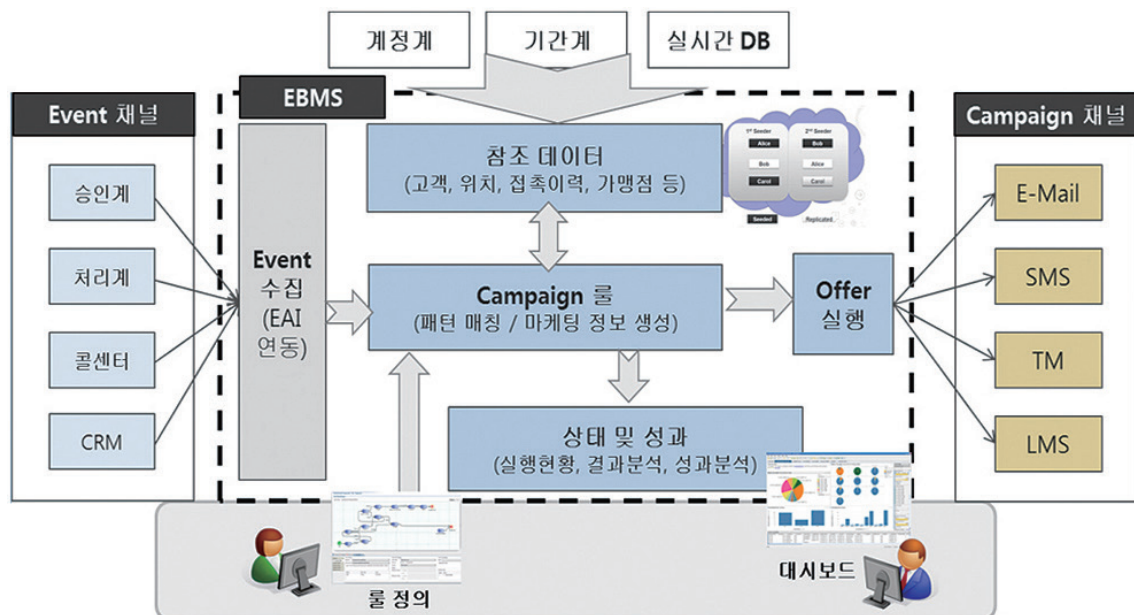 계정계
기간계
실시간 DB
EBMS
Event 채널
승인계
처리계
콜센터
CRM
Event
수집
(EAI
연동)
참조 데이터
(고객, 위치, 접촉이력, 가맹점 등)
1st Seeder
2nd Seeder
Alice
Bob
Bob
Alice
Carol
Carol
Seeded
Replicated
Campaign 룰
(패턴 매칭 / 마케팅 정보 생성)
Offer
실행
상태 및 성과
(실행현황, 결과분석, 성과분석)
Campaign 채널
E-Mail
SMS
TM
LMS
룰 정의
대시보드